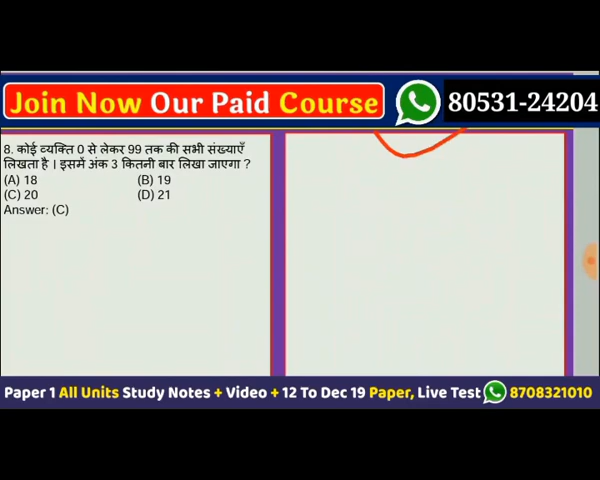 Join Now Our Paid Course 80531-24204
8. कोई व्यक्ति 0 से लेकर 99 तक की सभी संख्याएँ
लिखता है । इसमें अंक 3 कितनी बार लिखा जाएगा ?
(A) 18 (B) 19
(C) 20 (D) 21
Answer: (C)
Paper 1 All Units Study Notes + Video + 12 To Dec 19 Paper, Live Test 8708321010